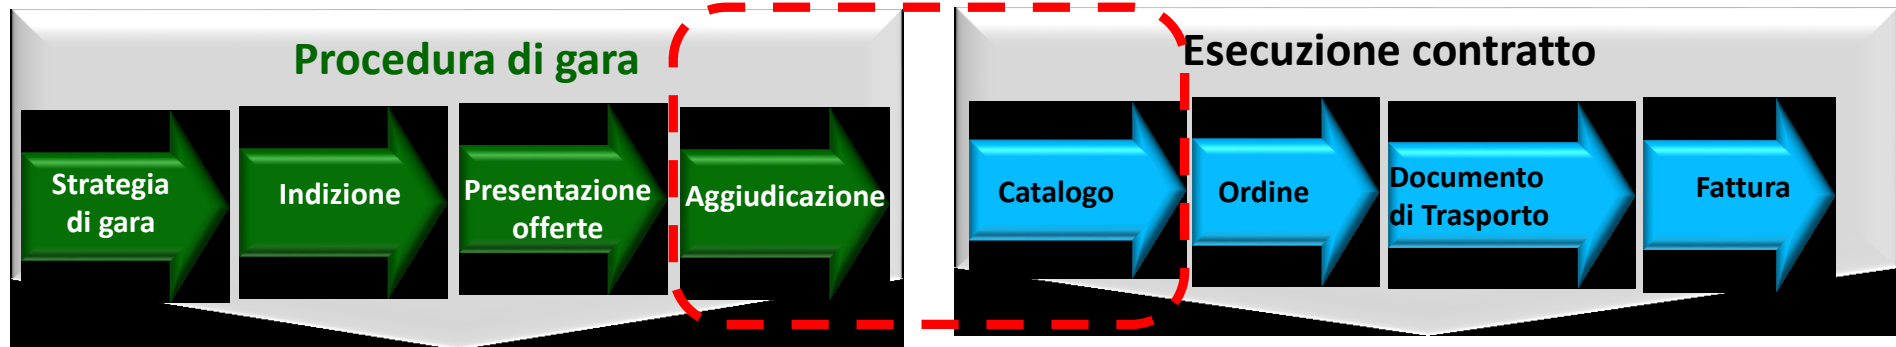 Procedura di gara
Strategia
di gara
Indizione
Presentazione
offerte
Aggiudicazione
Esecuzione contratto
Catalogo
Ordine
Documento
di Trasporto
Fattura